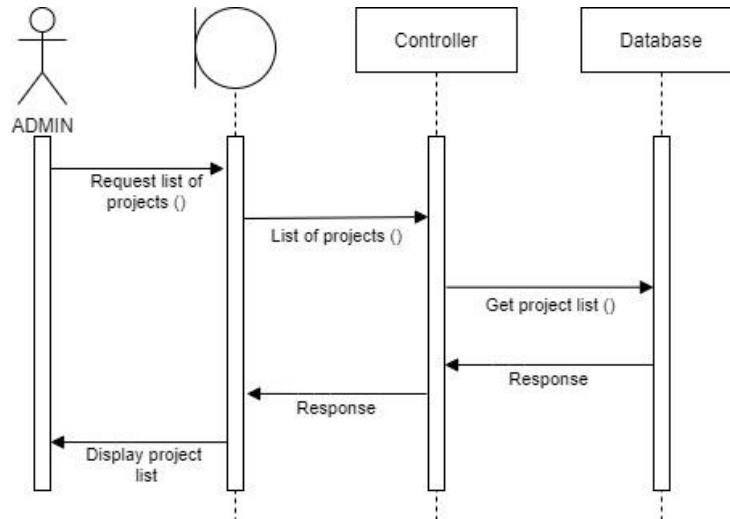 Controller
Database
ADMIN
Request list of
projects ()
List of projects ()
Get project list ()
Response
Response
Display project
list